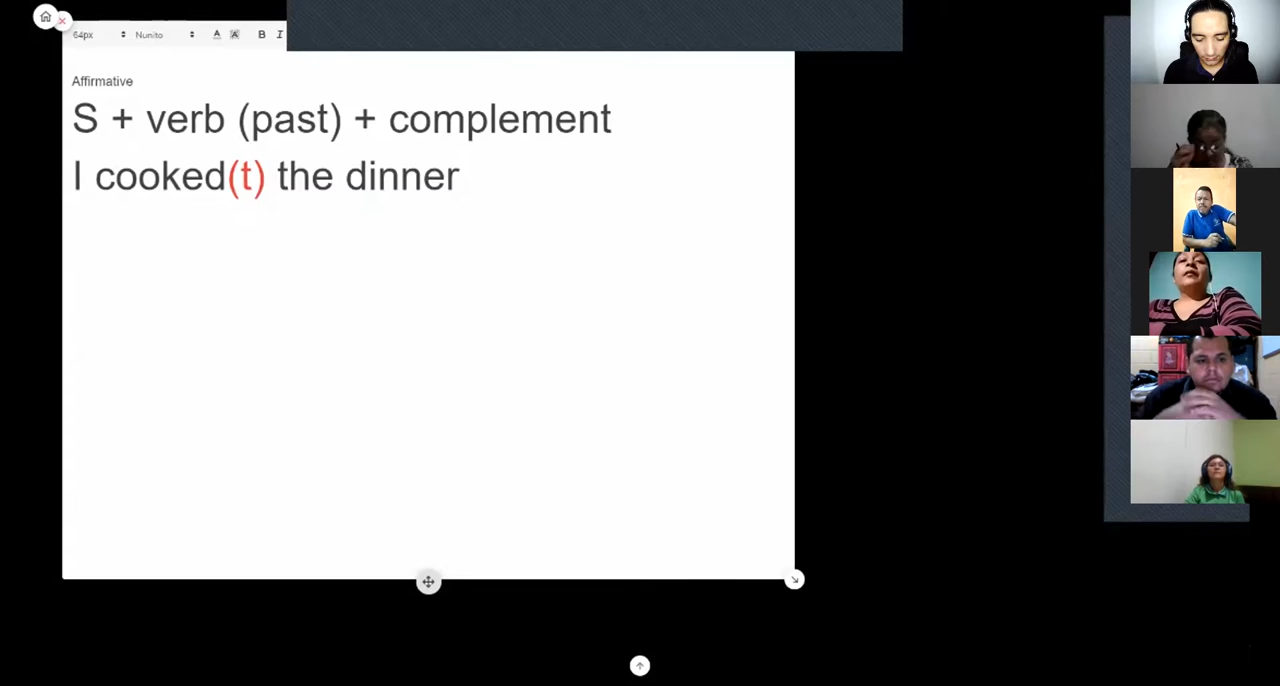 64px Nunito A A B I
Affirmative
S + verb (past) + complement
I cooked(t) the dinner